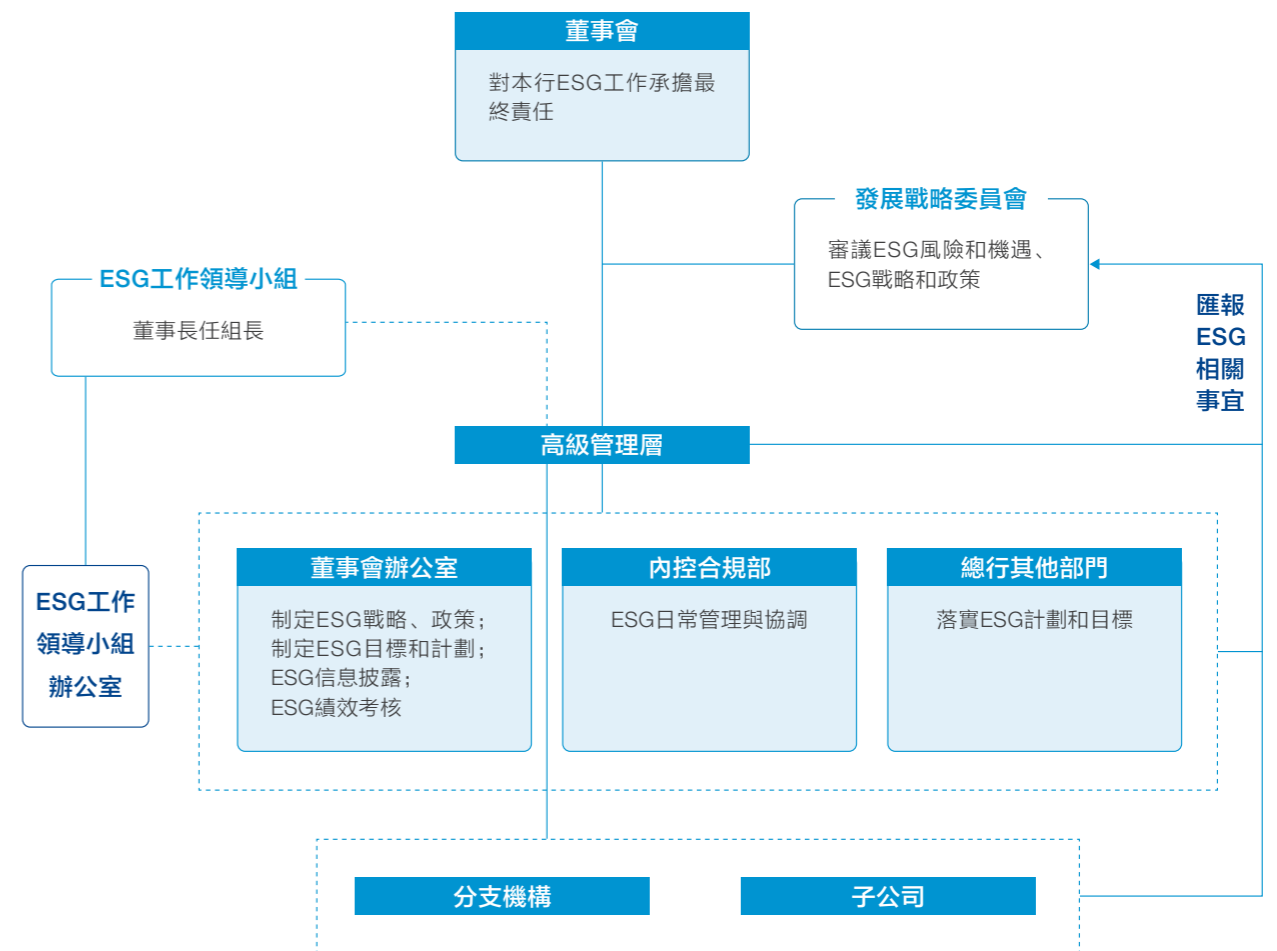 董事會
對本行ESG工作承擔最
終責任
發展戰略委員會
審議ESG風險和機遇、
ESG戰略和政策
ESG工作領導小組
董事長任組長
匯報
ESG
相關
事宜
高級管理層
ESG工作
領導小組
辦公室
董事會辦公室
制定ESG戰略、政策；
制定ESG目標和計劃；
ESG信息披露；
ESG績效考核
內控合規部
ESG日常管理與協調
總行其他部門
落實ESG計劃和目標
分支機構
子公司